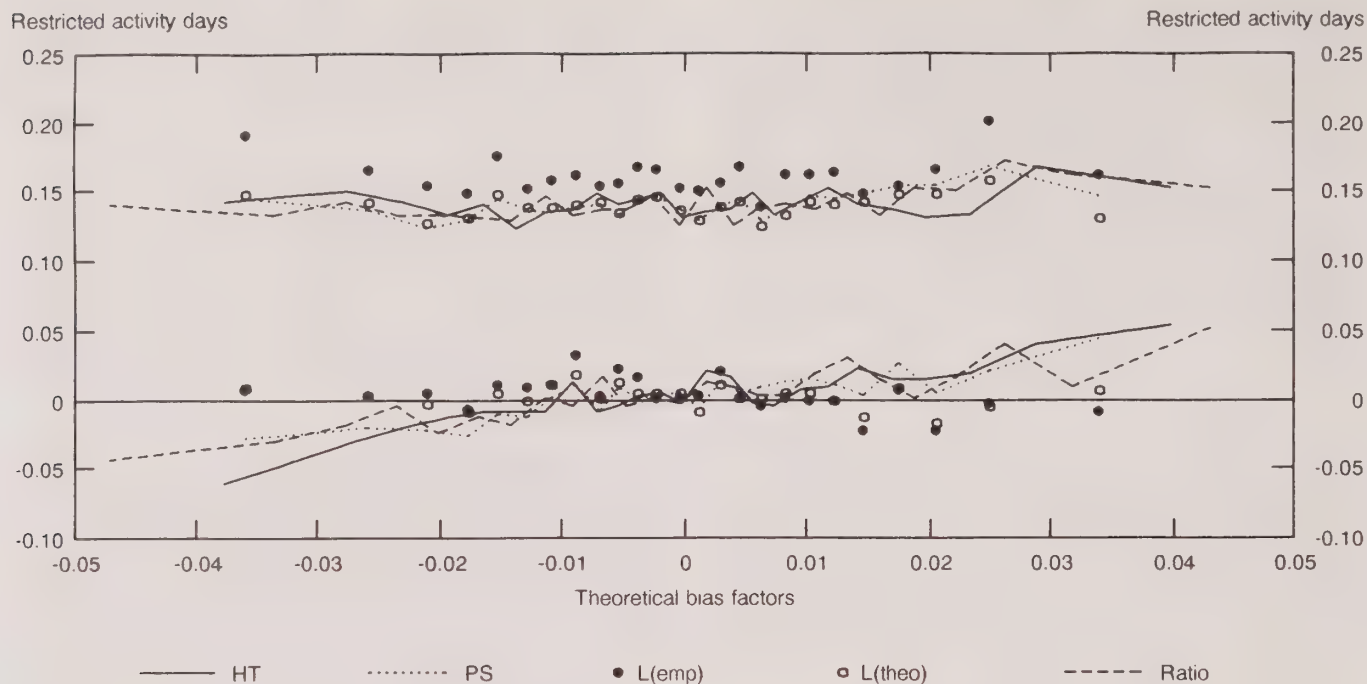 Restricted activity days Restricted activity days
0.25 0.25
0.20 0.20
0.15 0.15
0.10 0.10
0.05 0.05
0 0
-0.05 -0.05
-0.10 -0.10
-0.05 -0.04 -0.03 -0.02 -0.01 0 0.01 0.02 0.03 0.04 0.05
Theoretical bias factors
HT PS L(emp) L(theo) Ratio